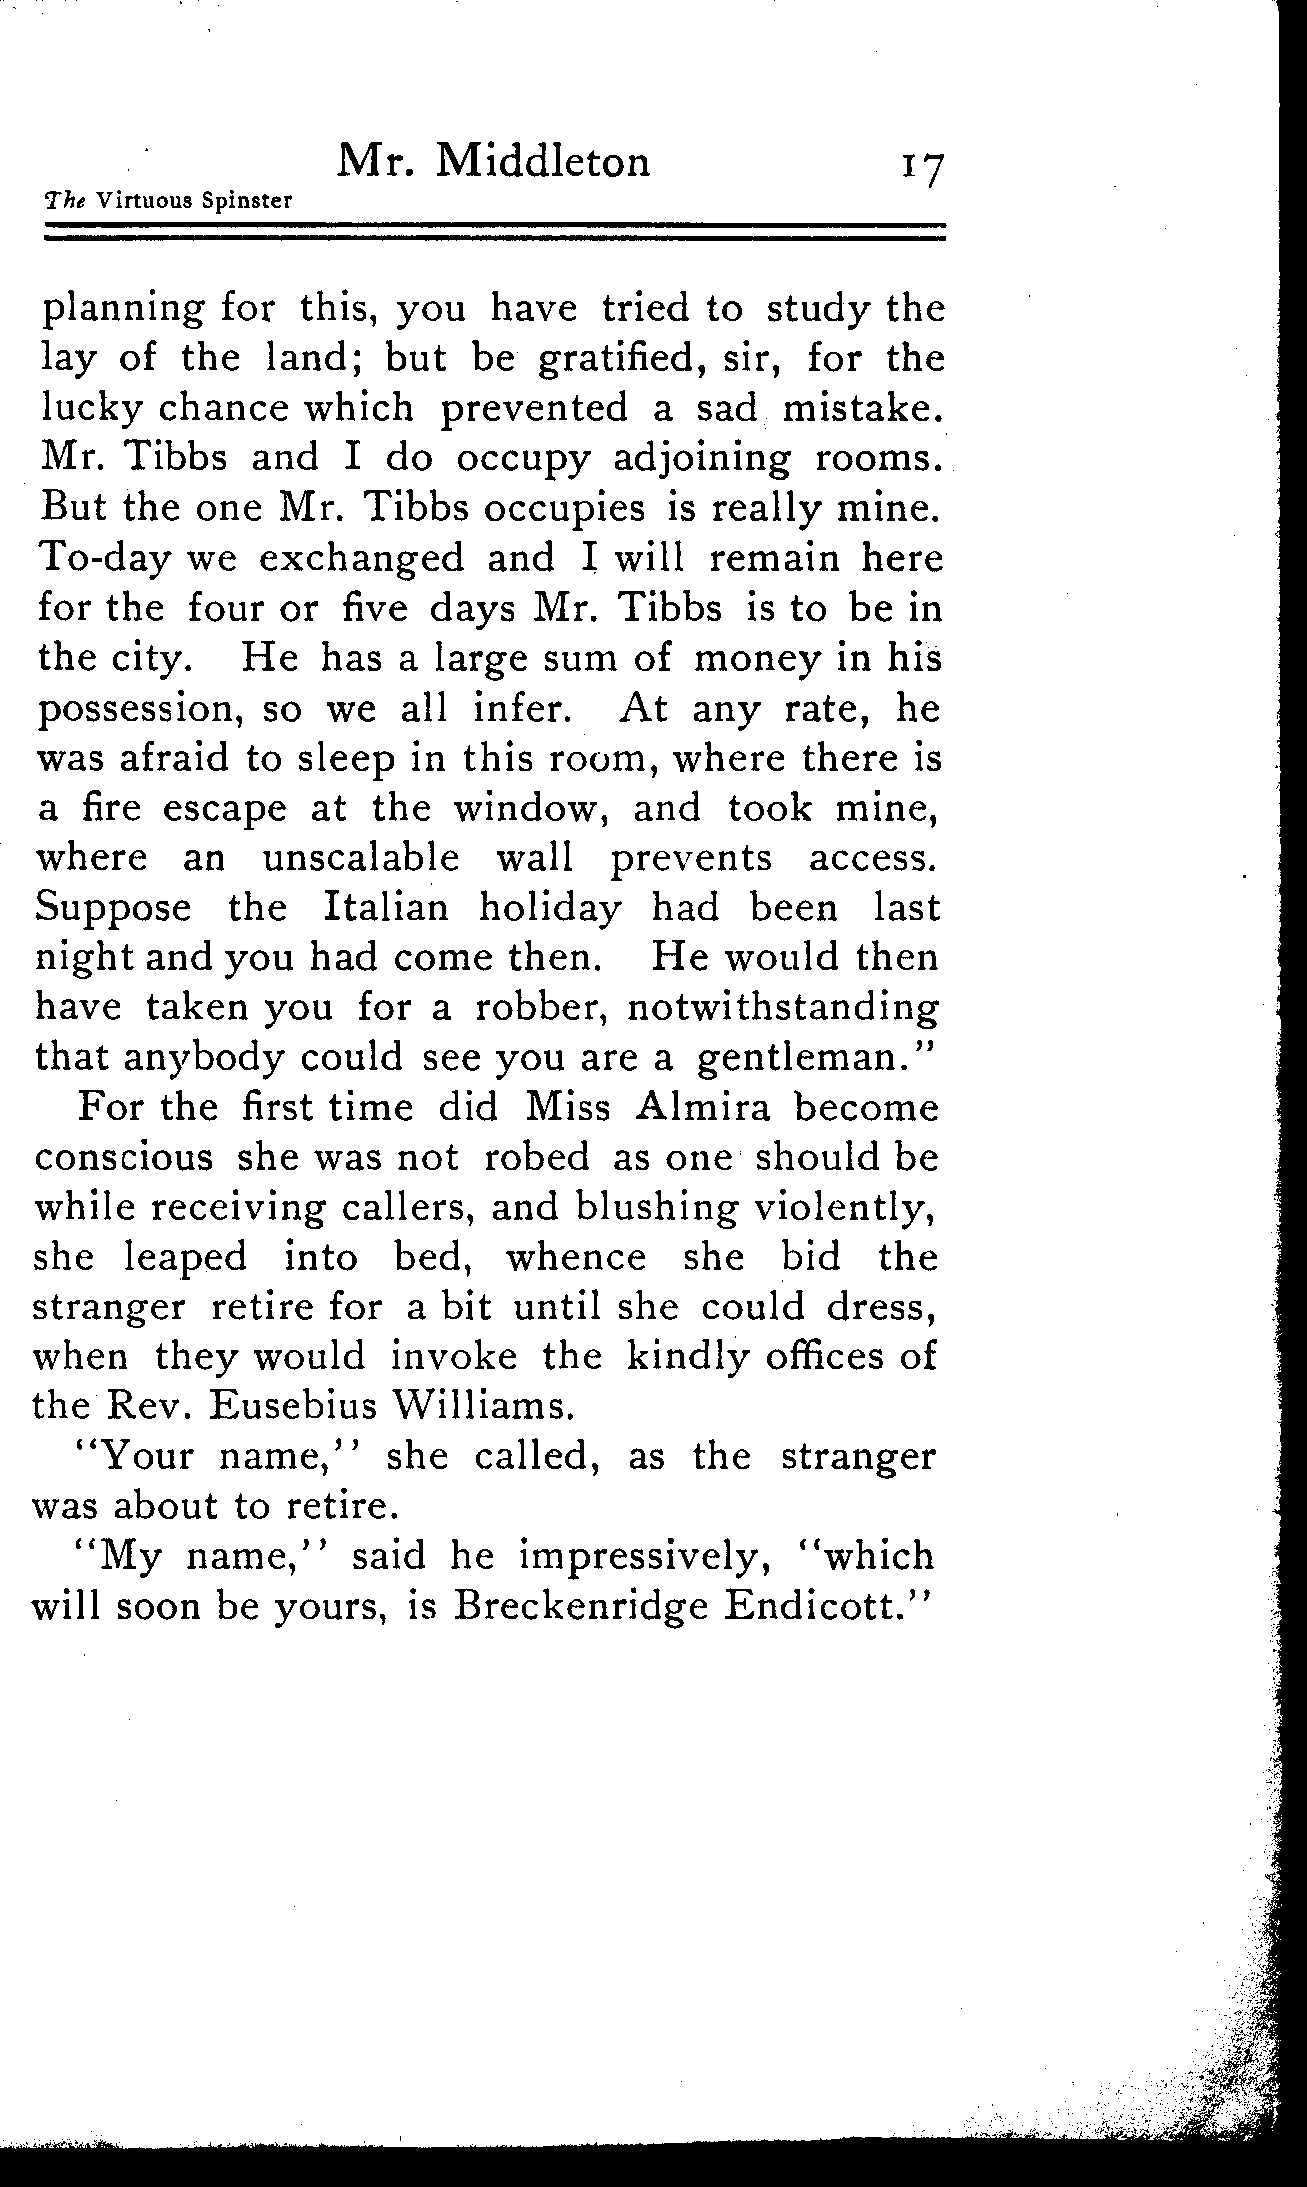 Mr. Middleton 17
The Virtuous Spinster
planning for this, you have tried to study the
lay of the land; but be gratified, sir, for the
lucky chance which prevented a sad mistake.
Mr. Tibbs and I do occupy adjoining rooms.
But the one Mr. Tibbs occupies is really mine.
To-day we exchanged and I will remain here
for the four or five days Mr. Tibbs is to be in
the city. He has a large sum of money in his
possession, so we all infer. At any rate, he
was afraid to sleep in this room, where there is
a fire escape at the window, and took mine,
where an unscalable wall prevents access.
Suppose the Italian holiday had been last
night and you had come then. He would then
have taken you for a robber, notwithstanding
that anybody could see you are a gentleman."
For the first time did Miss Almira become
conscious she was not robed as one should be
while receiving callers, and blushing violently,
she leaped into bed, whence she bid the
stranger retire for a bit until she could dress,
when they would invoke the kindly offices of
the Rev. Eusebius Williams.
"Your name," she called, as the stranger
was about to retire.
"My name," said he impressively, "which
will soon be yours, is Breckenridge Endicott."